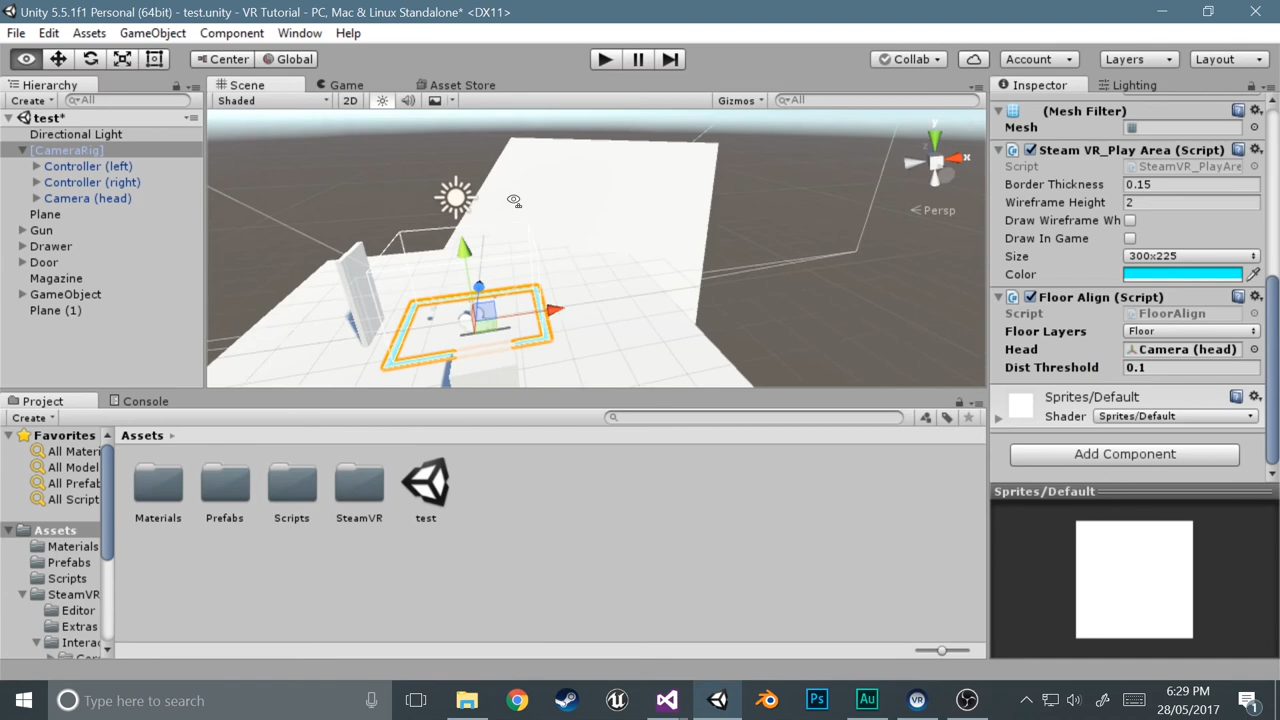 Unity 5.5.1f1 Personal (64bit) - test.unity - VR Tutorial - PC, Mac & Linux Standalone* <DX11>
File Edit Assets GameObject Component Window Help
Center Global Collab Account Layers Layout
Hierarchy Scene Game Asset Store Inspector Lighting
Create All Shaded 2D Gizmos All
test*
Directional Light
[CameraRig]
Controller (left)
Controller (right)
Camera (head)
Plane
Gun
Drawer
Door
Magazine
GameObject
Plane (1)
y
x
z
Persp
(Mesh Filter)
Mesh
Steam VR_Play Area (Script)
Script SteamVR_PlayAre
Border Thickness 0.15
Wireframe Height 2
Draw Wireframe Wh
Draw In Game
Size 300x225
Color
Floor Align (Script)
Script FloorAlign
Floor Layers Floor
Head Camera (head)
Dist Threshold 0.1
Sprites/Default
Shader Sprites/Default
Add Component
Sprites/Default
Project Console
Create
Favorites
All Materi
All Model
All Prefab
All Script
Assets
Materials
Prefabs
Scripts
SteamVR
Editor
Extras
Interac
Assets
Materials Prefabs Scripts SteamVR test
Type here to search
Ps Au VR
6:29 PM
28/05/2017
1